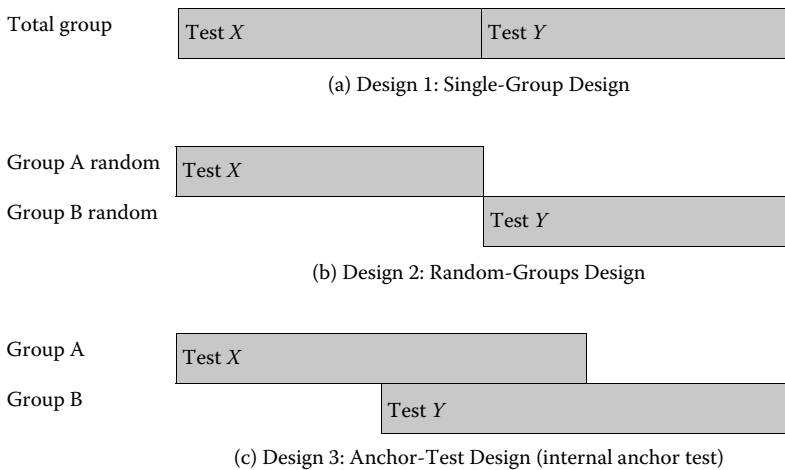 Total group
Test X
Test Y
(a) Design 1: Single-Group Design
Group A random
Test X
Group B random
Test Y
(b) Design 2: Random-Groups Design
Group A
Test X
Group B
Test Y
(c) Design 3: Anchor-Test Design (internal anchor test)